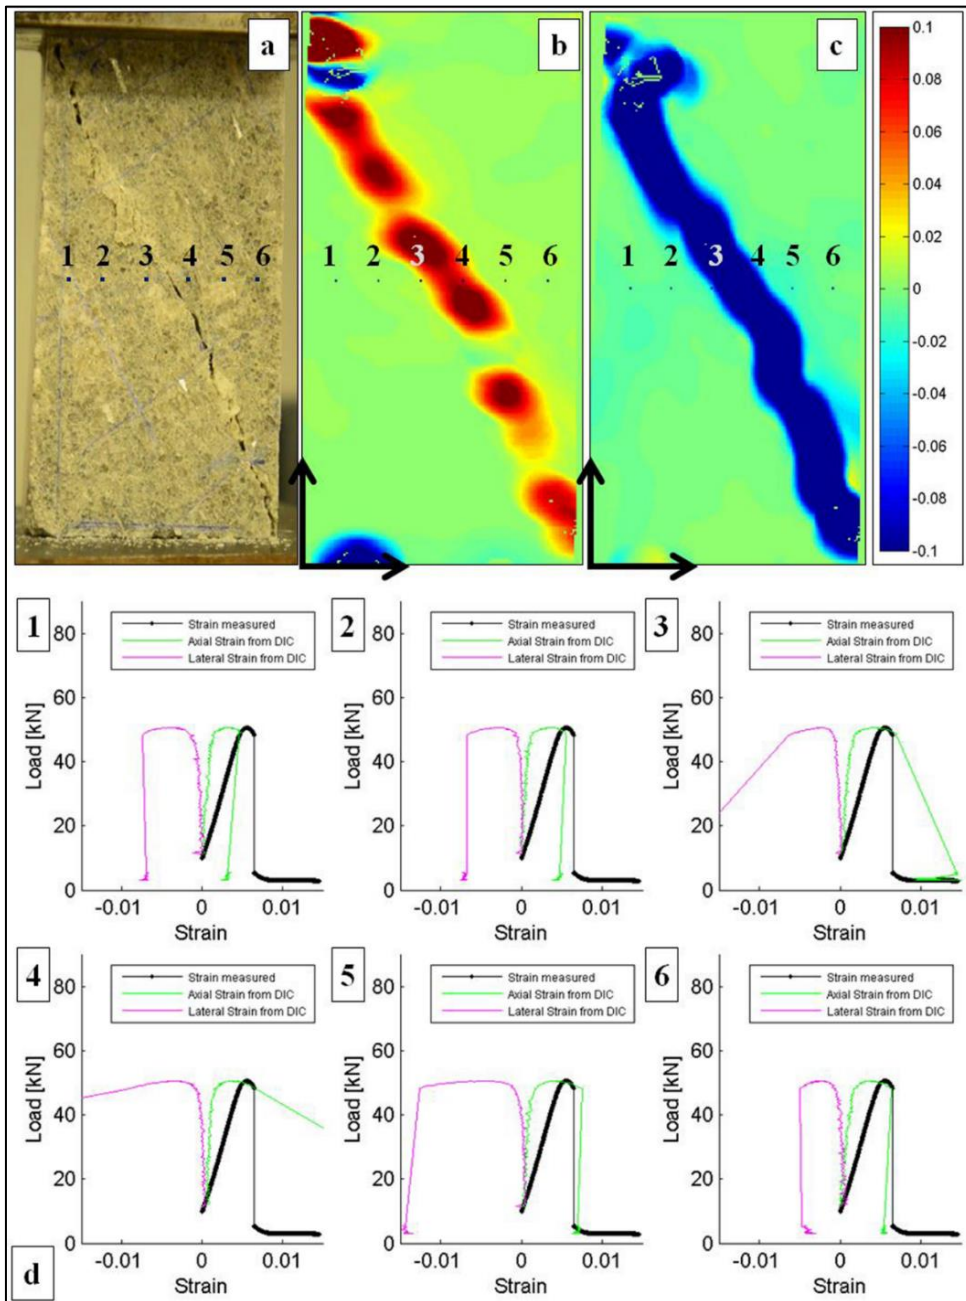 a
b
c
0.1
0.08
0.06
0.04
0.02
0
-0.02
-0.04
-0.06
-0.08
-0.1
1 2 3 4 5 6
1 2 3 4 5 6
1 2 3 4 5 6
1
Strain measured
Axial Strain from DIC
Lateral Strain from DIC
80
60
40
20
0
Load [kN]
-0.01 0 0.01
Strain
2
Strain measured
Axial Strain from DIC
Lateral Strain from DIC
80
60
40
20
0
Load [kN]
-0.01 0 0.01
Strain
3
Strain measured
Axial Strain from DIC
Lateral Strain from DIC
80
60
40
20
0
Load [kN]
-0.01 0 0.01
Strain
4
Strain measured
Axial Strain from DIC
Lateral Strain from DIC
80
60
40
20
0
Load [kN]
-0.01 0 0.01
Strain
5
Strain measured
Axial Strain from DIC
Lateral Strain from DIC
80
60
40
20
0
Load [kN]
-0.01 0 0.01
Strain
6
Strain measured
Axial Strain from DIC
Lateral Strain from DIC
80
60
40
20
0
Load [kN]
-0.01 0 0.01
Strain
d